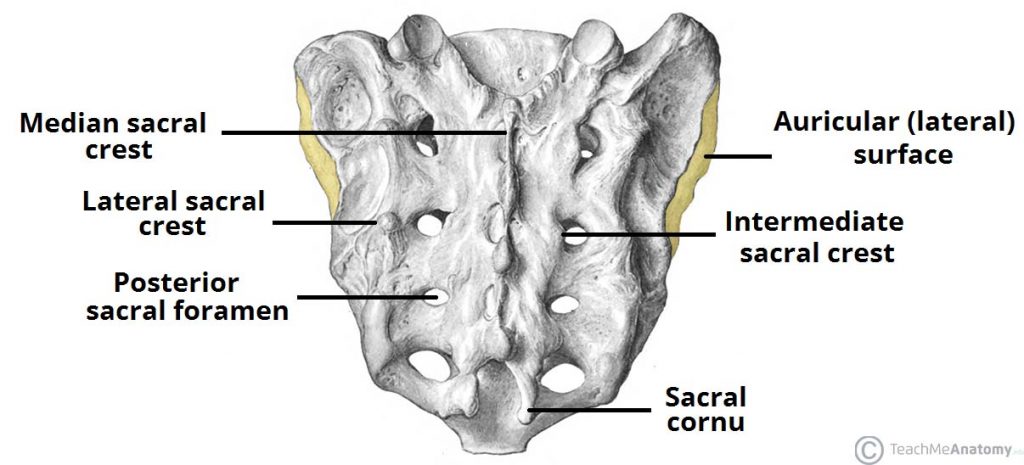 Median sacral
crest
Lateral sacral
crest
Posterior
sacral foramen
Auricular (lateral)
surface
Intermediate
sacral crest
Sacral
cornu
© TeachMeAnatomy